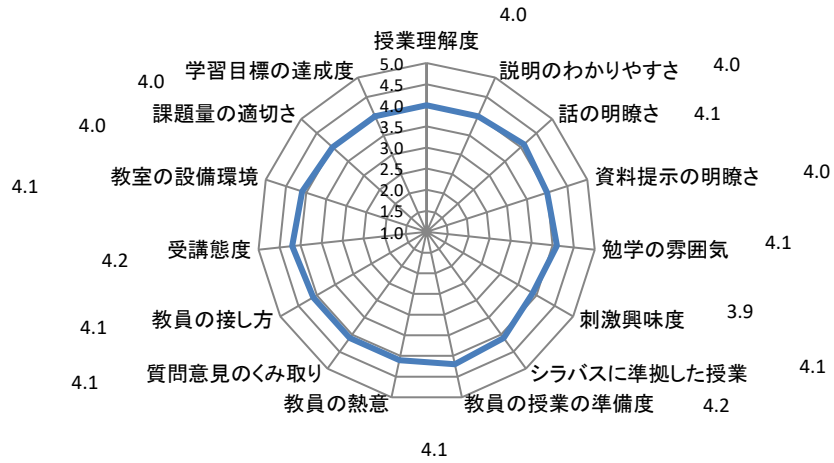 4.0
授業理解度
説明のわかりやすさ 4.0
話の明瞭さ 4.1
資料提示の明瞭さ 4.0
勉学の雰囲気 4.1
刺激興味度 3.9
シラバスに準拠した授業 4.1
教員の授業の準備度 4.2
教員の熱意 4.1
質問意見のくみ取り 4.1
教員の接し方 4.1
受講態度 4.2
教室の設備環境 4.1
課題量の適切さ 4.0
学習目標の達成度 4.0
5.0
4.5
4.0
3.5
3.0
2.5
2.0
1.5
1.0